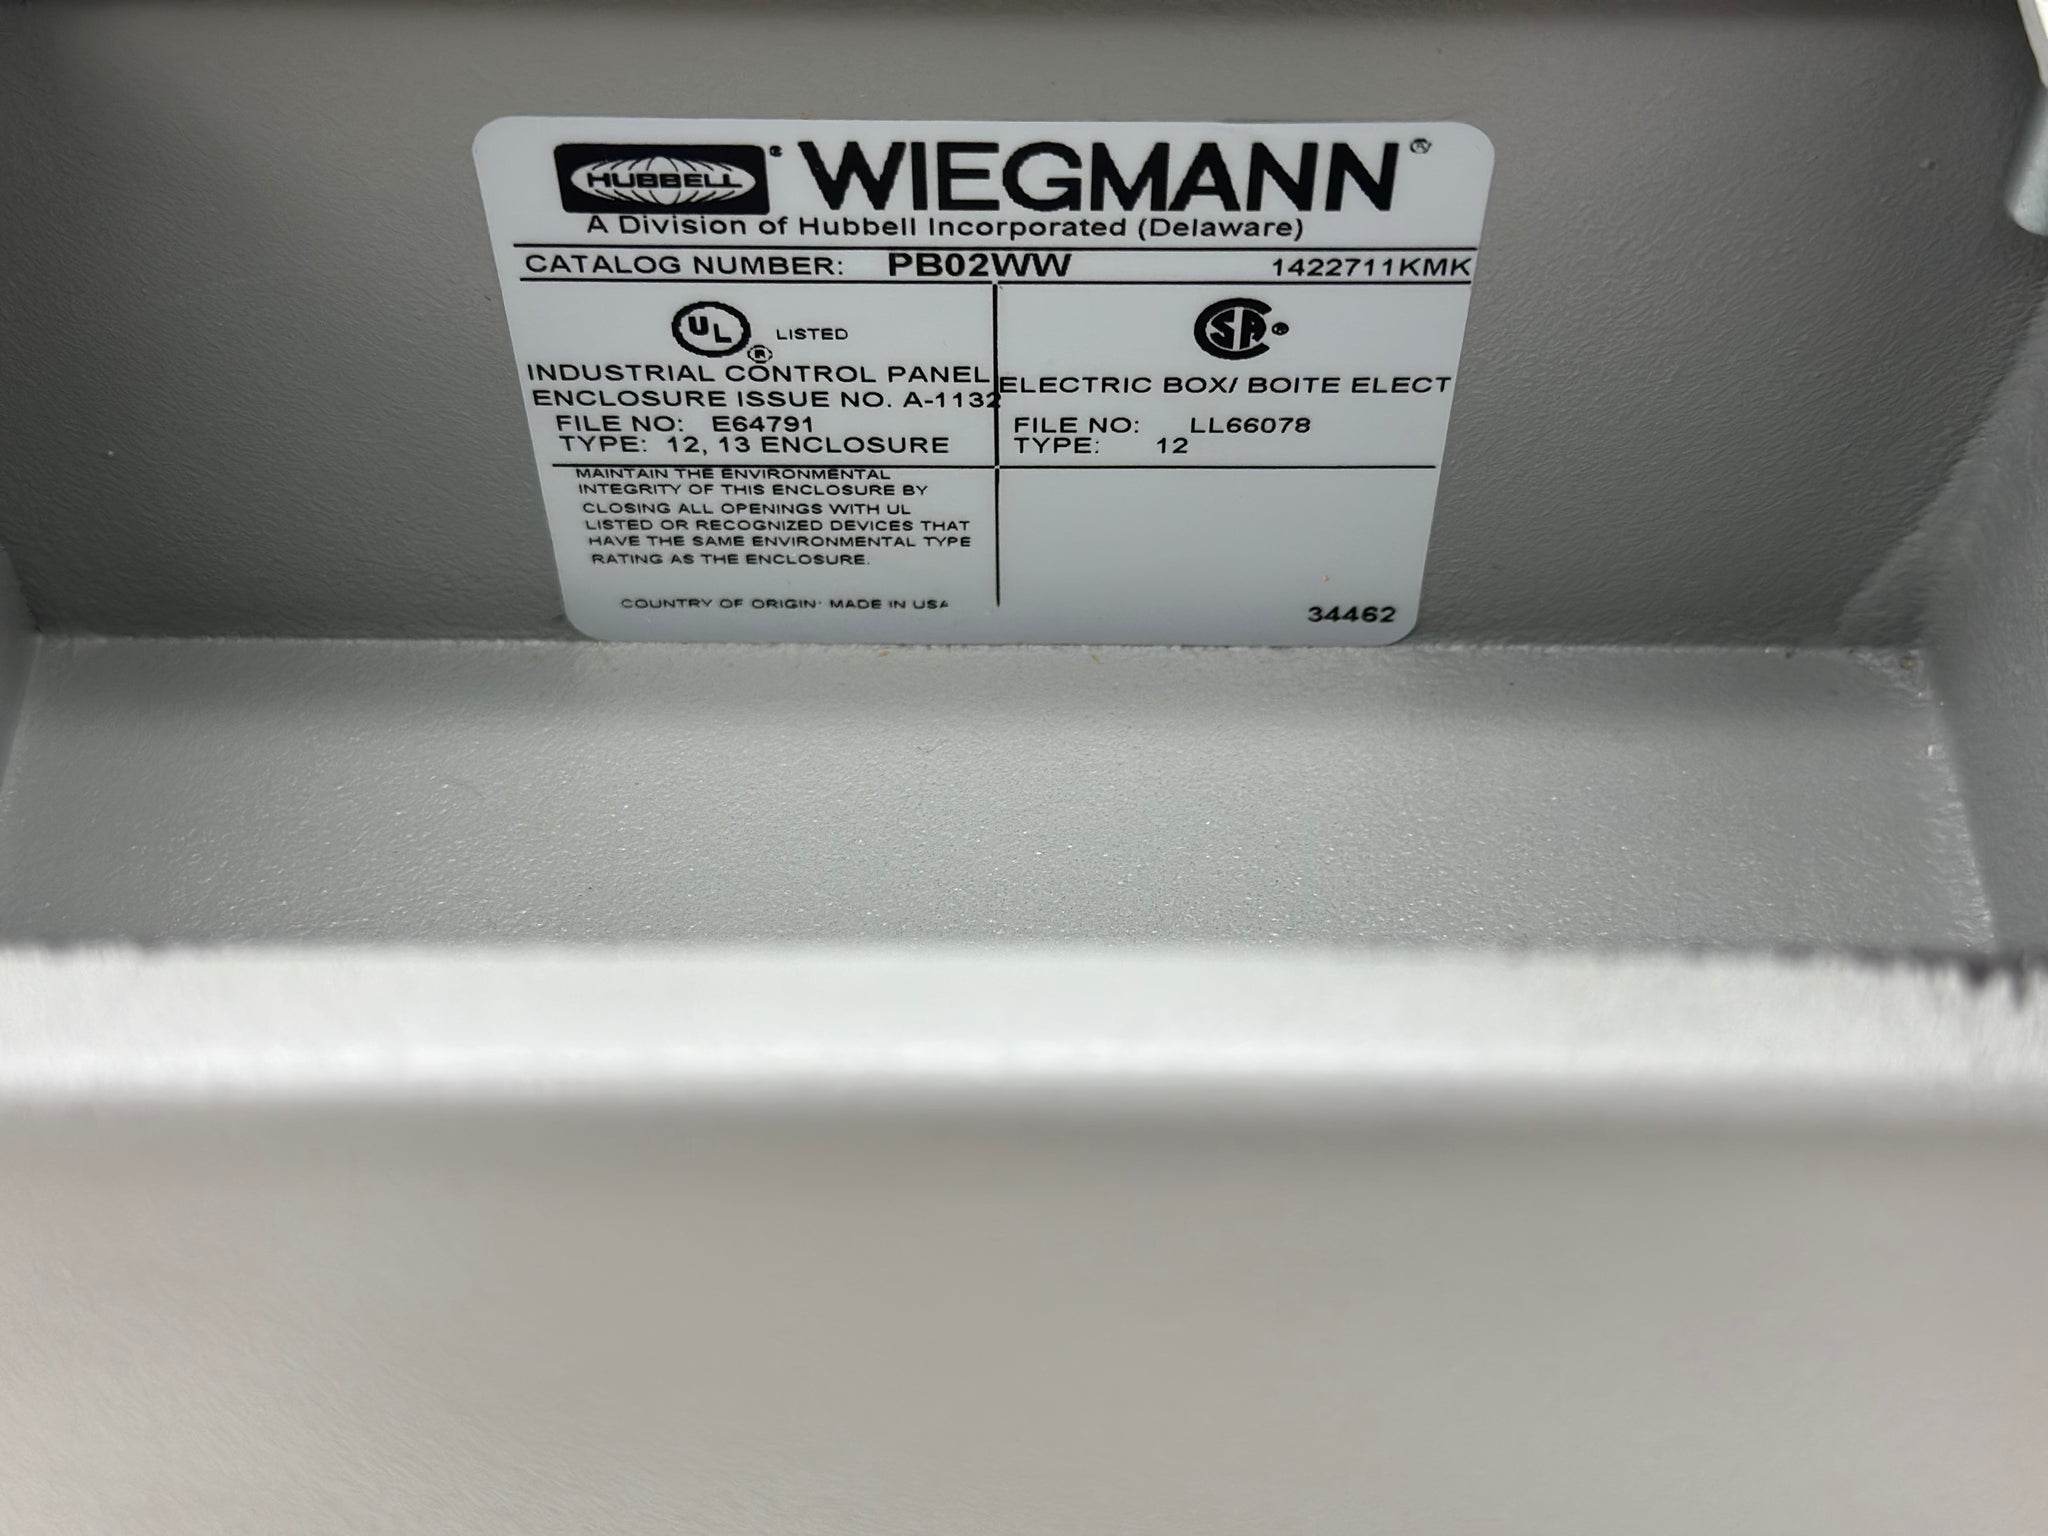 HUBBELL® WIEGMANN®
A Division of Hubbell Incorporated (Delaware)
CATALOG NUMBER: PB02WW 1422711KMK
UL® LISTED
INDUSTRIAL CONTROL PANEL
ENCLOSURE ISSUE NO. A-1132
FILE NO: E64791
TYPE: 12, 13 ENCLOSURE
MAINTAIN THE ENVIRONMENTAL
INTEGRITY OF THIS ENCLOSURE BY
CLOSING ALL OPENINGS WITH UL
LISTED OR RECOGNIZED DEVICES THAT
HAVE THE SAME ENVIRONMENTAL TYPE
RATING AS THE ENCLOSURE.
COUNTRY OF ORIGIN: MADE IN USA
SA®
ELECTRIC BOX/ BOITE ELECT
FILE NO: LL66078
TYPE: 12
34462